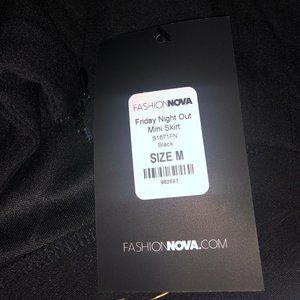 FASHIONNOVA
Friday Night Out
Mini Skirt
S1671FN
Black
SIZE M
982693
FASHIONNOVA.COM